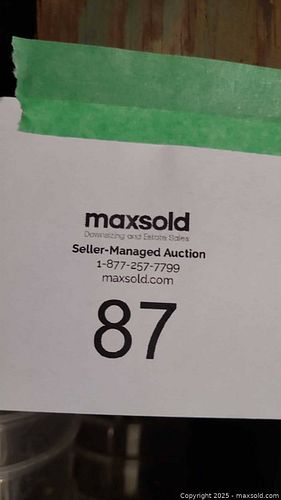 maxsold
Downsizing and Estate Sales
Seller-Managed Auction
1-877-257-7799
maxsold.com
87
Copyright 2025 - maxsold.com